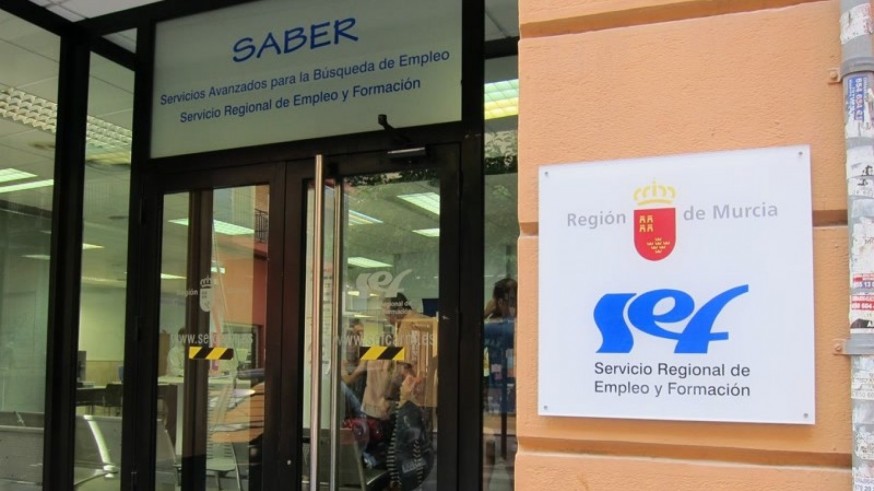 SABER
Servicios Avanzados para la Búsqueda de Empleo
Servicio Regional de Empleo y Formación
Región de Murcia
sef
Servicio Regional de
Empleo y Formación
sef